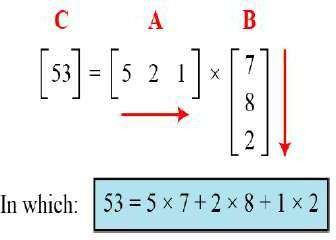 C A B
[53] = [5 2 1] × [7
8
2]
In which: 53 = 5 × 7 + 2 × 8 + 1 × 2